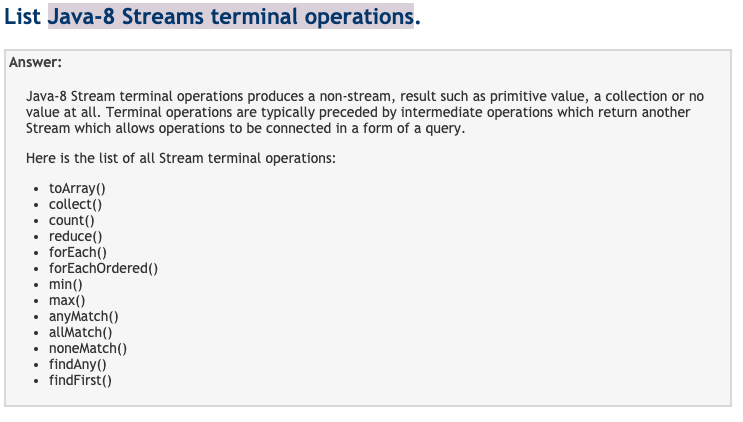 List Java-8 Streams terminal operations.
Answer:
Java-8 Stream terminal operations produces a non-stream, result such as primitive value, a collection or no
value at all. Terminal operations are typically preceded by intermediate operations which return another
Stream which allows operations to be connected in a form of a query.
Here is the list of all Stream terminal operations:
• toArray()
• collect()
• count()
• reduce()
• forEach()
• forEachOrdered()
• min()
• max()
• anyMatch()
• allMatch()
• noneMatch()
• findAny()
• findFirst()